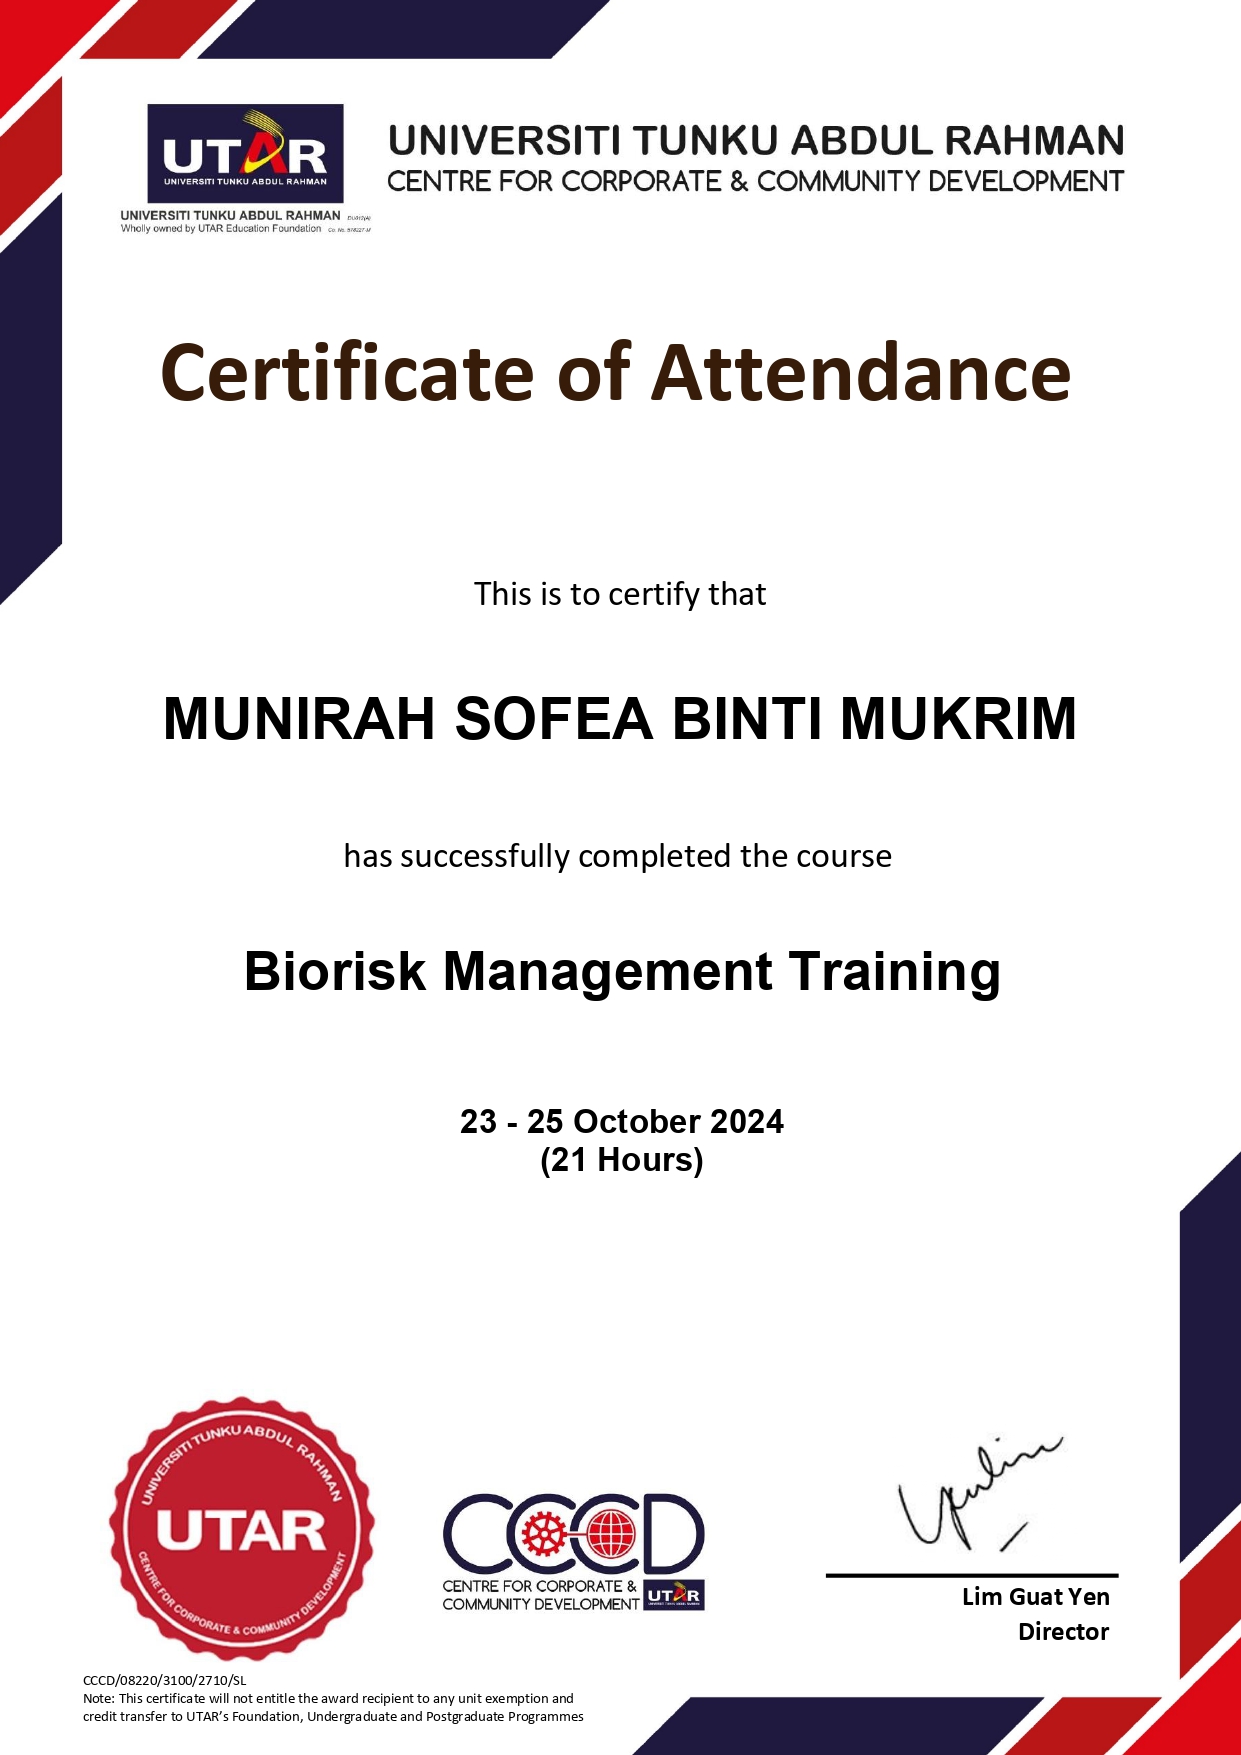 UTAR
UNIVERSITI TUNKU ABDUL RAHMAN
UNIVERSITI TUNKU ABDUL RAHMAN DU012(A)
Wholly owned by UTAR Education Foundation Co. No. 578227-M
UNIVERSITI TUNKU ABDUL RAHMAN
CENTRE FOR CORPORATE & COMMUNITY DEVELOPMENT
Certificate of Attendance
This is to certify that
MUNIRAH SOFEA BINTI MUKRIM
has successfully completed the course
Biorisk Management Training
23 - 25 October 2024
(21 Hours)
UNIVERSITI TUNKU ABDUL RAHMAN
UTAR
CENTRE FOR CORPORATE & COMMUNITY DEVELOPMENT
CCCD
CENTRE FOR CORPORATE &
COMMUNITY DEVELOPMENT
UTAR
Lim Guat Yen
Director
CCCD/08220/3100/2710/SL
Note: This certificate will not entitle the award recipient to any unit exemption and
credit transfer to UTAR’s Foundation, Undergraduate and Postgraduate Programmes